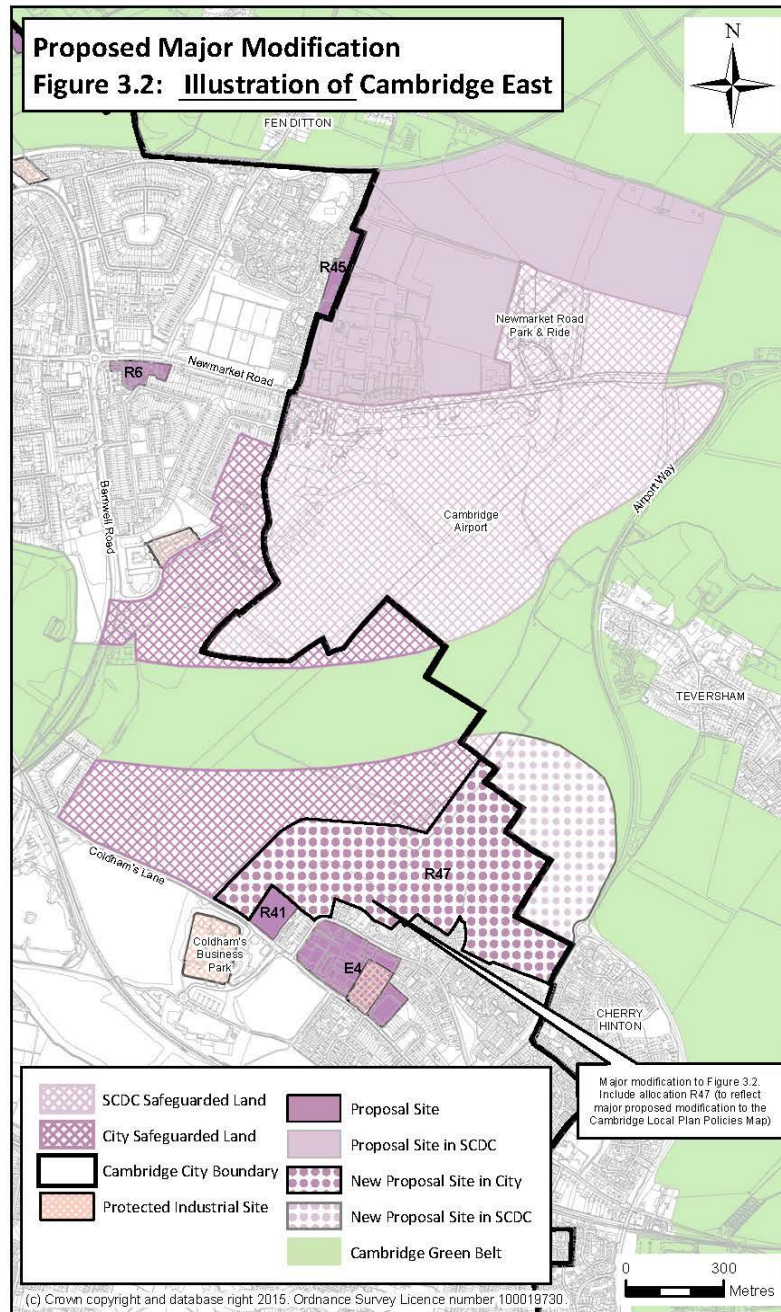 Proposed Major Modification
Figure 3.2: Illustration of Cambridge East
N
FEN DITTON
R45
Newmarket Road
Park & Ride
Newmarket Road
R6
Barnwell Road
Airport Way
Cambridge
Airport
TEVERSHAM
Coldham's Lane
R47
R41
Coldham's
Business
Park
E4
CHERRY
HINTON
Major modification to Figure 3.2.
Include allocation R47 (to reflect
major proposed modification to the
Cambridge Local Plan Policies Map)
SCDC Safeguarded Land
City Safeguarded Land
Cambridge City Boundary
Protected Industrial Site
Proposal Site
Proposal Site in SCDC
New Proposal Site in City
New Proposal Site in SCDC
Cambridge Green Belt
0 300
Metres
(c) Crown copyright and database right 2015. Ordnance Survey Licence number 100019730.